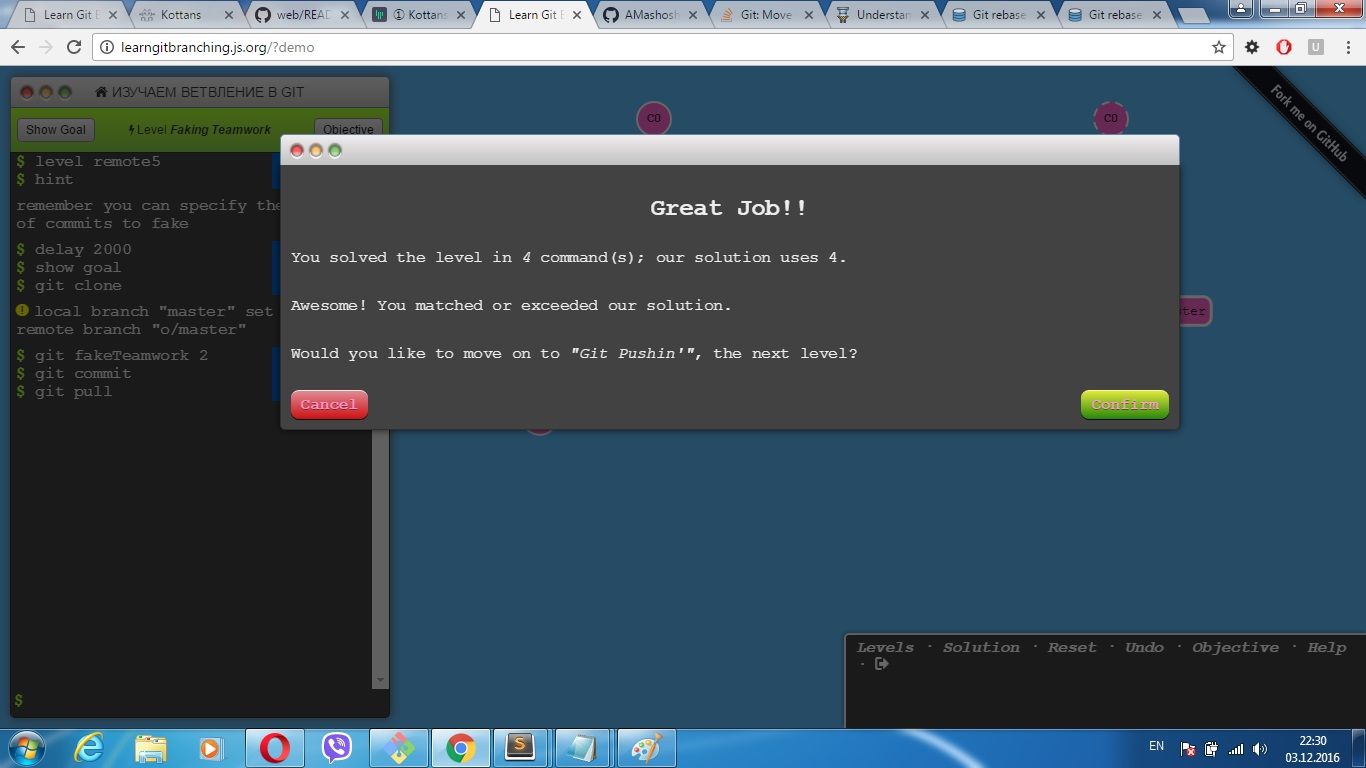 Learn Git E
Kottans
web/READ
① Kottans
Learn Git E
AMashosh
Git: Move
Understan
Git rebase
Git rebase
learngitbranching.js.org/?demo
ИЗУЧАЕМ ВЕТВЛЕНИЕ В GIT
Show Goal
Level Faking Teamwork
Objective
C0
C0
Fork me on GitHub
$ level remote5
$ hint
remember you can specify the
of commits to fake
$ delay 2000
$ show goal
$ git clone
local branch "master" set
remote branch "o/master"
$ git fakeTeamwork 2
$ git commit
$ git pull
$
Great Job!!
You solved the level in 4 command(s); our solution uses 4.
Awesome! You matched or exceeded our solution.
Would you like to move on to "Git Pushin'", the next level?
Cancel
Confirm
ter
Levels · Solution · Reset · Undo · Objective · Help
·
EN
22:30
03.12.2016